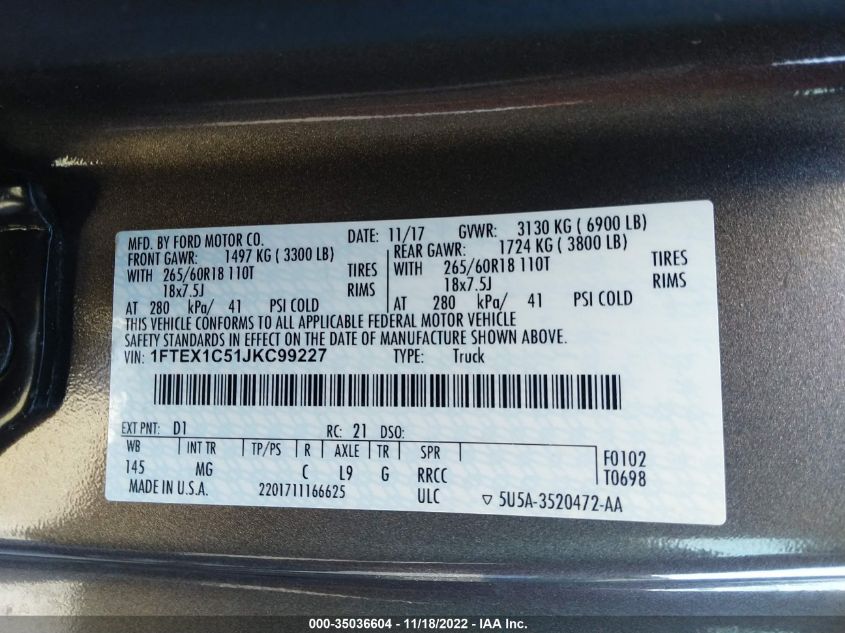 MFD. BY FORD MOTOR CO.
DATE: 11/17 GVWR: 3130 KG ( 6900 LB)
FRONT GAWR: 1497 KG ( 3300 LB)
REAR GAWR: 1724 KG ( 3800 LB)
WITH 265/60R18 110T TIRES
WITH 265/60R18 110T TIRES
18x7.5J RIMS
18x7.5J RIMS
AT 280 kPa/ 41 PSI COLD
AT 280 kPa/ 41 PSI COLD
THIS VEHICLE CONFORMS TO ALL APPLICABLE FEDERAL MOTOR VEHICLE
SAFETY STANDARDS IN EFFECT ON THE DATE OF MANUFACTURE SHOWN ABOVE.
VIN: 1FTEX1C51JKC99227 TYPE: Truck
EXT PNT: D1 RC: 21 DSO:
WB INT TR TP/PS R AXLE TR SPR
145 MG C L9 G RRCC
F0102
T0698
MADE IN U.S.A. 2201711166625 ULC ▽ 5U5A-3520472-AA
000-35036604 - 11/18/2022 - IAA Inc.